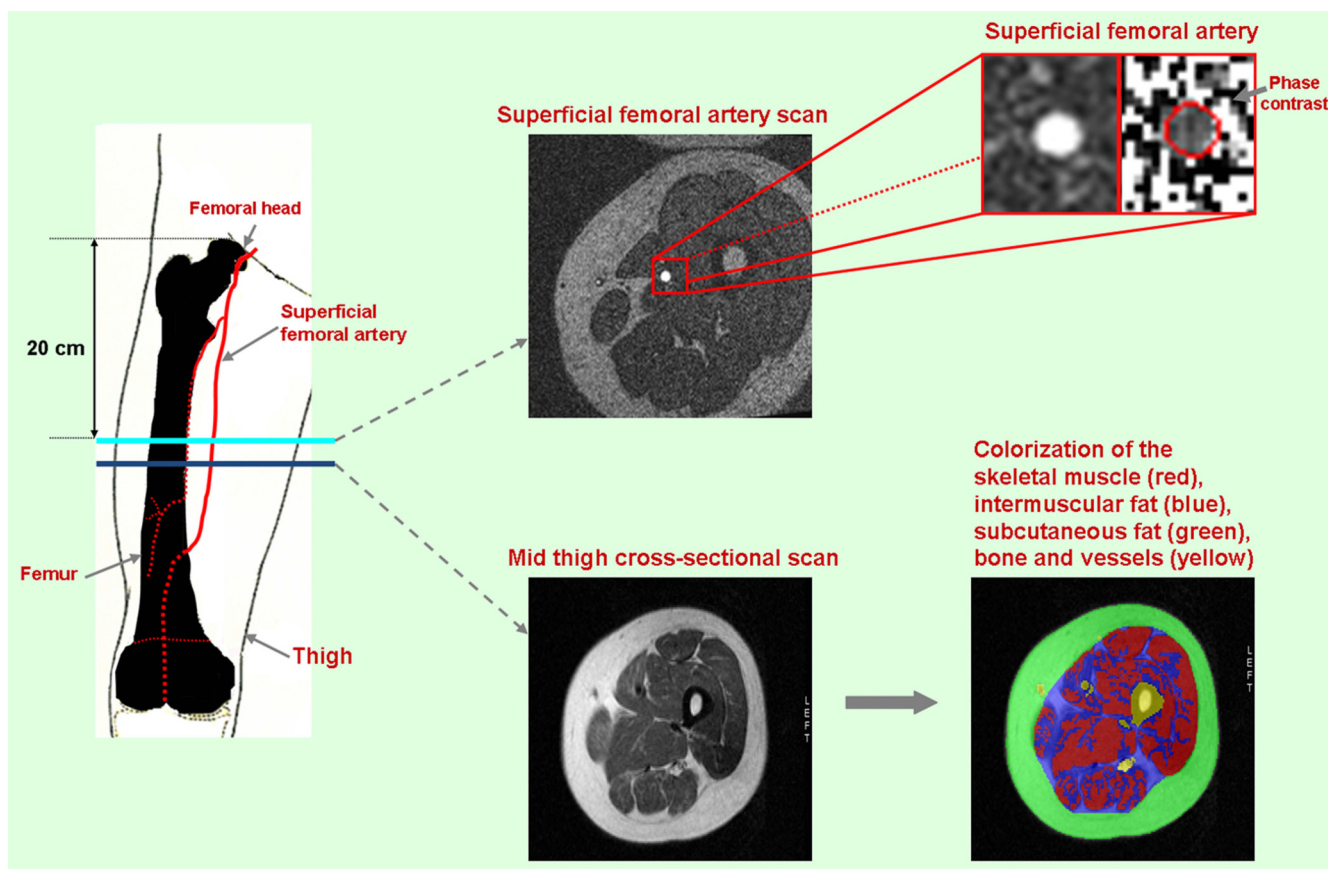 Superficial femoral artery
Phase
contrast
Superficial femoral artery scan
Femoral head
Superficial
femoral artery
20 cm
Femur
Thigh
Mid thigh cross-sectional scan
LEFT
Colorization of the
skeletal muscle (red),
intermuscular fat (blue),
subcutaneous fat (green),
bone and vessels (yellow)
LEFT